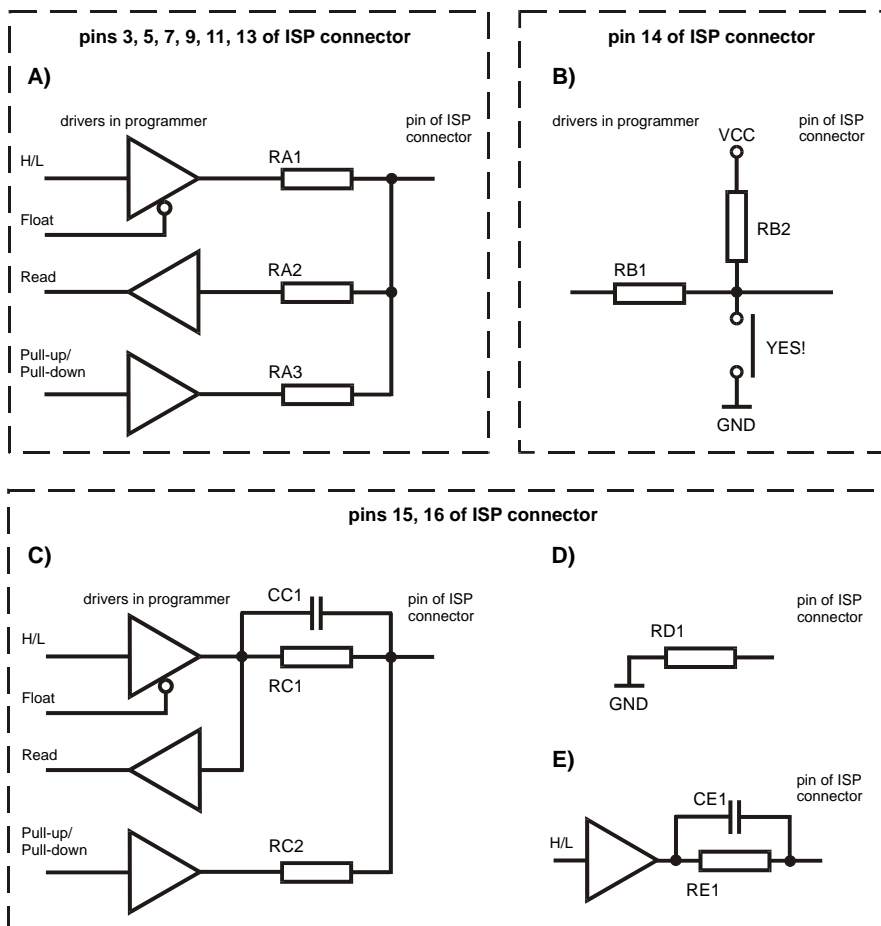 pins 3, 5, 7, 9, 11, 13 of ISP connector
A)
drivers in programmer
pin of ISP
connector
H/L
RA1
Float
Read
RA2
Pull-up/
Pull-down
RA3
pin 14 of ISP connector
B)
drivers in programmer
pin of ISP
connector
VCC
RB2
RB1
YES!
GND
pins 15, 16 of ISP connector
C)
drivers in programmer
CC1
pin of ISP
connector
H/L
RC1
Float
Read
Pull-up/
Pull-down
RC2
D)
pin of ISP
connector
RD1
GND
E)
pin of ISP
connector
CE1
H/L
RE1